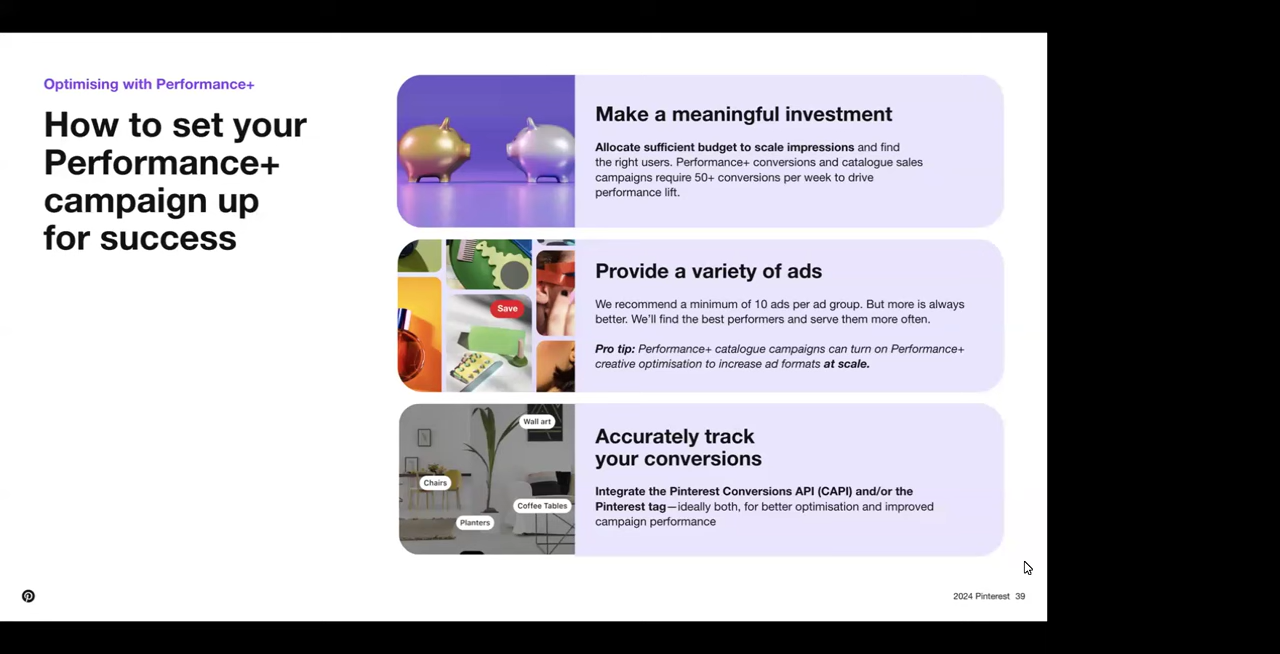 Optimising with Performance+
How to set your
Performance+
campaign up
for success
Make a meaningful investment
Allocate sufficient budget to scale impressions and find
the right users. Performance+ conversions and catalogue sales
campaigns require 50+ conversions per week to drive
performance lift.
Save
Provide a variety of ads
We recommend a minimum of 10 ads per ad group. But more is always
better. We’ll find the best performers and serve them more often.
Pro tip: Performance+ catalogue campaigns can turn on Performance+
creative optimisation to increase ad formats at scale.
Wall art
Chairs
Coffee Tables
Planters
Accurately track
your conversions
Integrate the Pinterest Conversions API (CAPI) and/or the
Pinterest tag—ideally both, for better optimisation and improved
campaign performance
2024 Pinterest 39